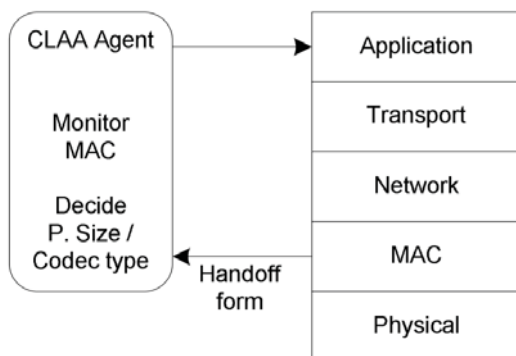 CLAA Agent
Monitor
MAC
Decide
P. Size /
Codec type
Handoff
form
Application
Transport
Network
MAC
Physical